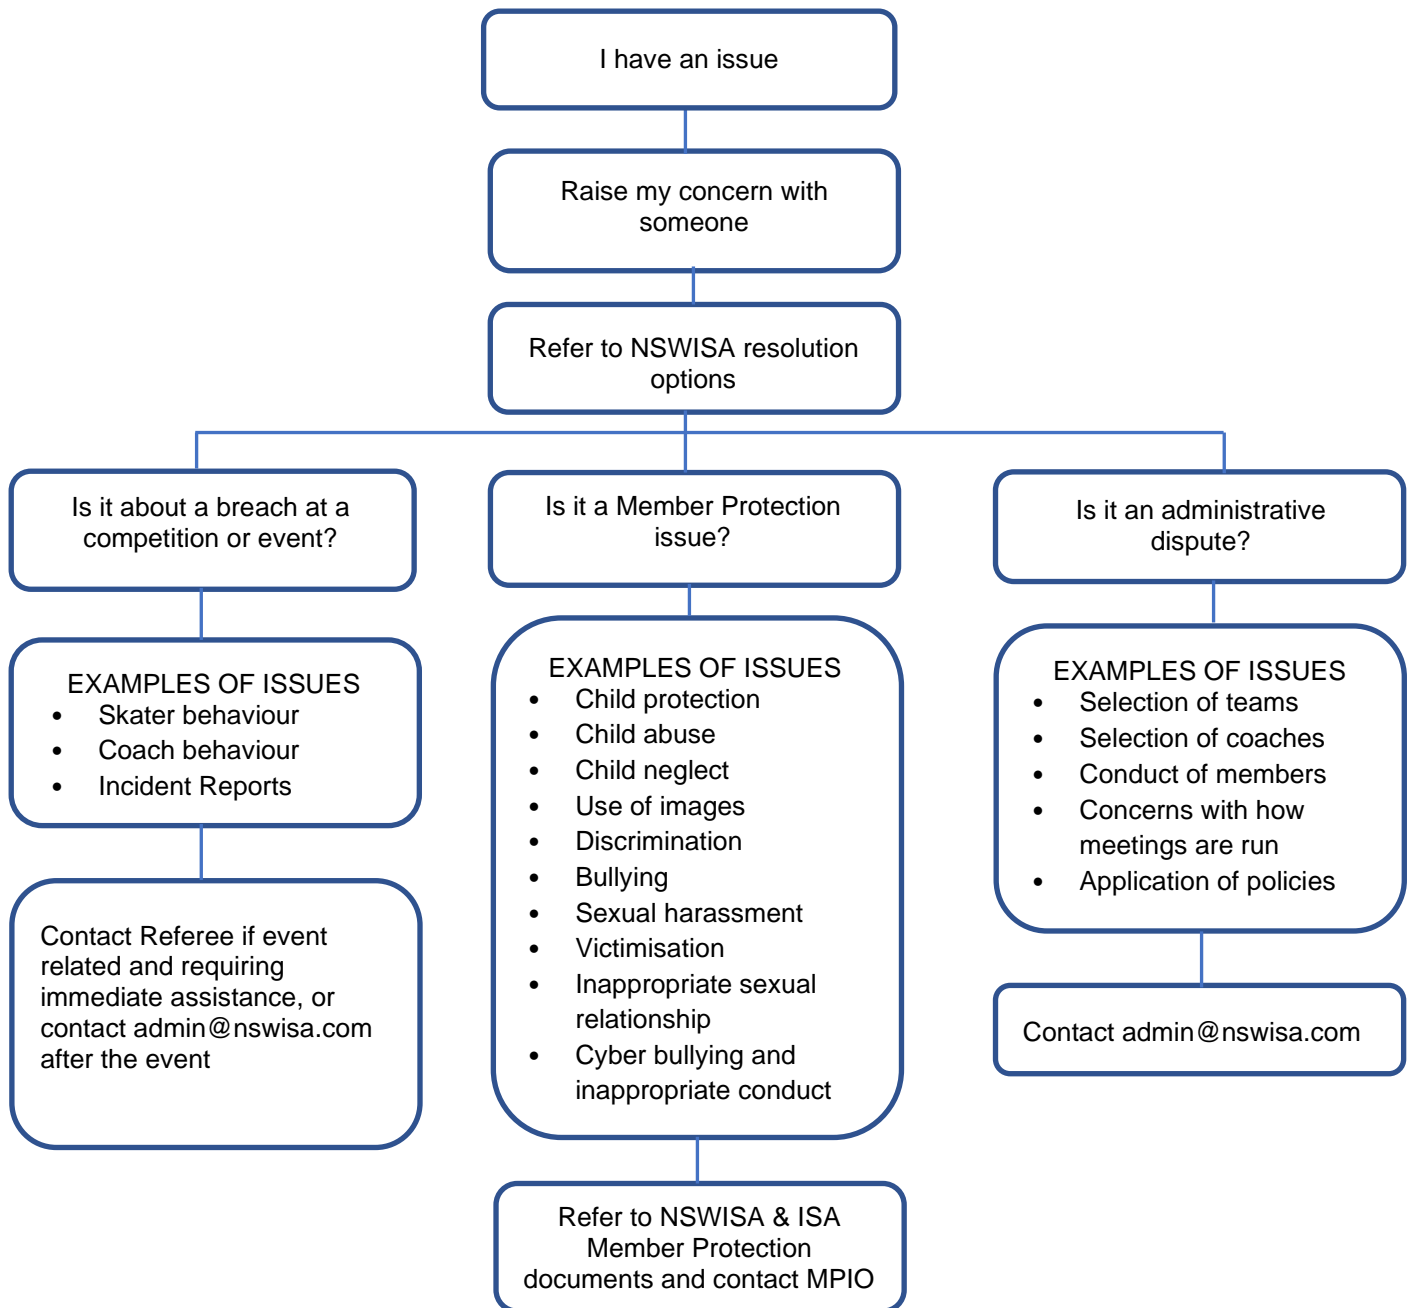 I have an issue
Raise my concern with
someone
Refer to NSWISA resolution
options
Is it about a breach at a
competition or event?
EXAMPLES OF ISSUES
• Skater behaviour
• Coach behaviour
• Incident Reports
Contact Referee if event
related and requiring
immediate assistance, or
contact admin@nswisa.com
after the event
Is it a Member Protection
issue?
EXAMPLES OF ISSUES
• Child protection
• Child abuse
• Child neglect
• Use of images
• Discrimination
• Bullying
• Sexual harassment
• Victimisation
• Inappropriate sexual
relationship
• Cyber bullying and
inappropriate conduct
Refer to NSWISA & ISA
Member Protection
documents and contact MPIO
Is it an administrative
dispute?
EXAMPLES OF ISSUES
• Selection of teams
• Selection of coaches
• Conduct of members
• Concerns with how
meetings are run
• Application of policies
Contact admin@nswisa.com